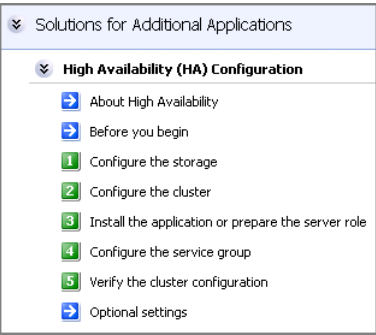 Solutions for Additional Applications
High Availability (HA) Configuration
About High Availability
Before you begin
1 Configure the storage
2 Configure the cluster
3 Install the application or prepare the server role
4 Configure the service group
5 Verify the cluster configuration
Optional settings